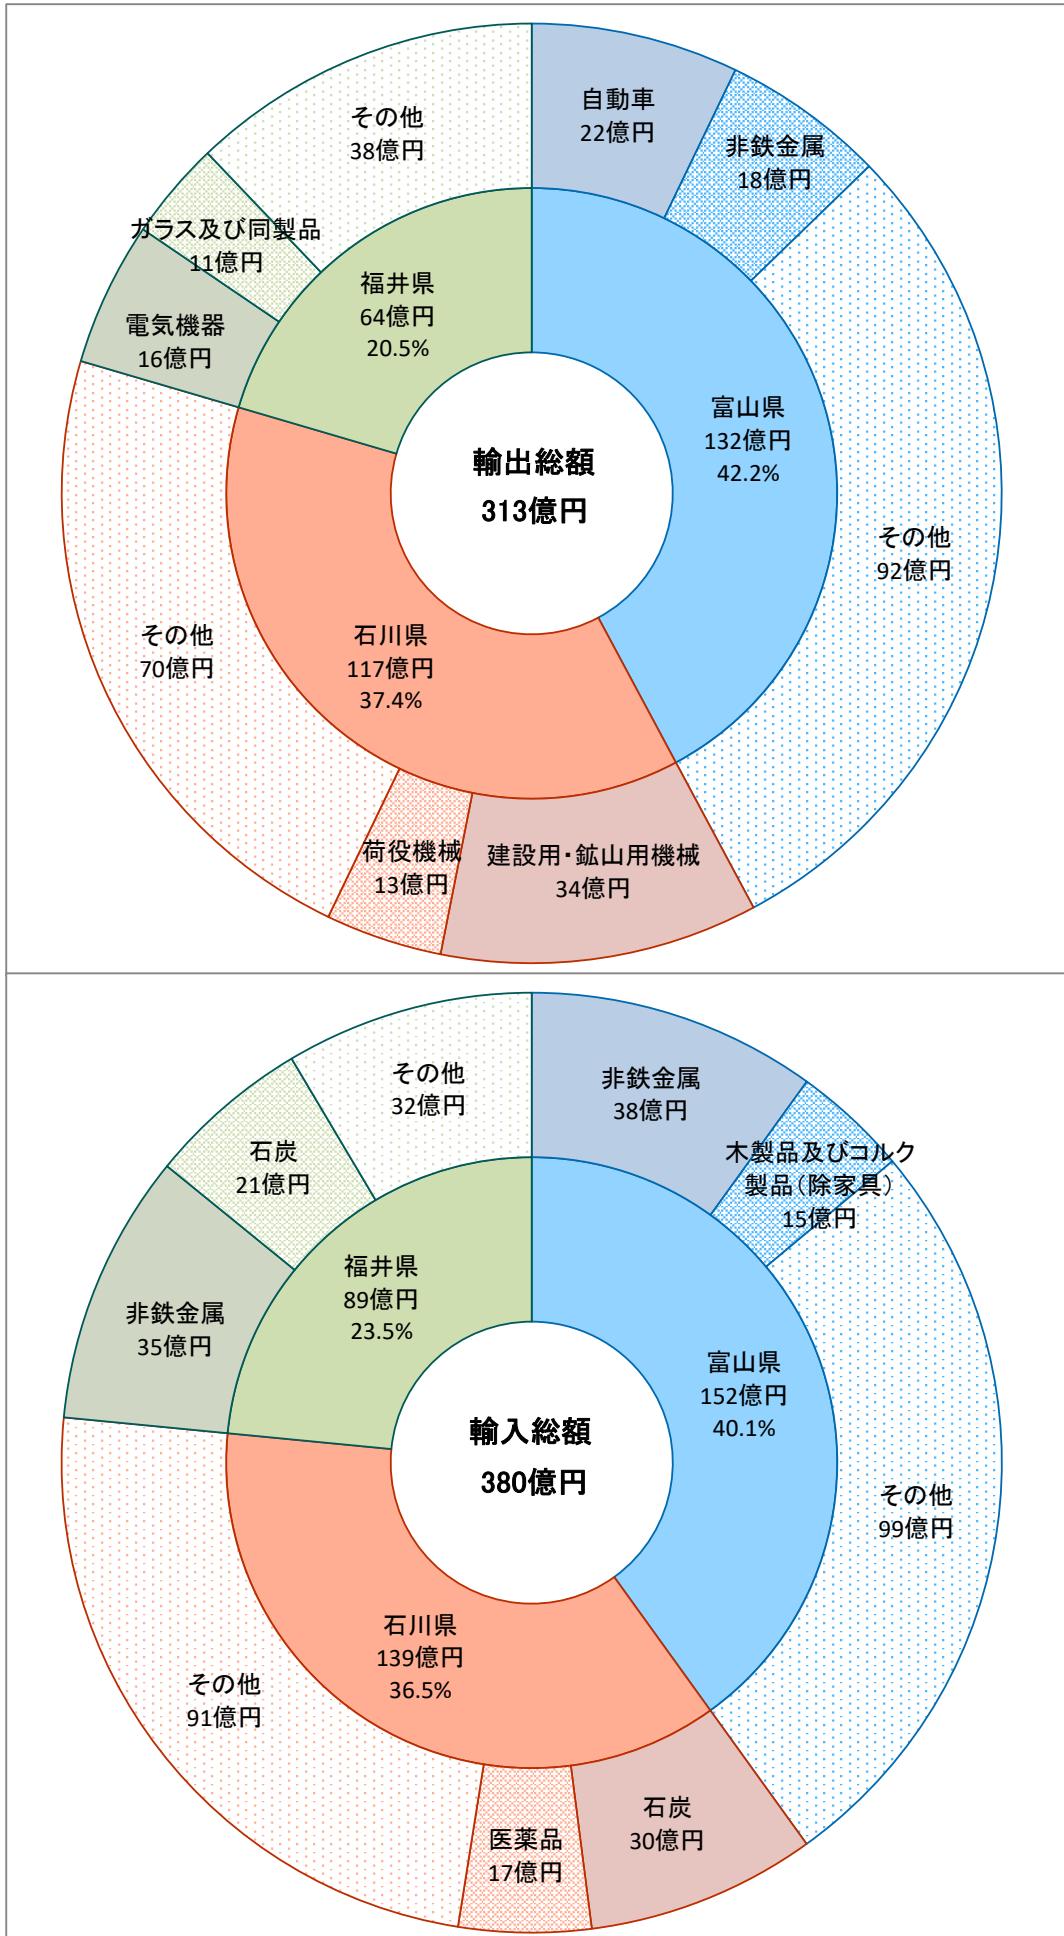 自動車
22億円
非鉄金属
18億円
その他
92億円
富山県
132億円
42.2%
建設用・鉱山用機械
34億円
荷役機械
13億円
その他
70億円
石川県
117億円
37.4%
電気機器
16億円
ガラス及び同製品
11億円
その他
38億円
福井県
64億円
20.5%
輸出総額
313億円
非鉄金属
38億円
木製品及びコルク
製品（除家具）
15億円
その他
99億円
富山県
152億円
40.1%
石炭
30億円
医薬品
17億円
その他
91億円
石川県
139億円
36.5%
非鉄金属
35億円
石炭
21億円
その他
32億円
福井県
89億円
23.5%
輸入総額
380億円